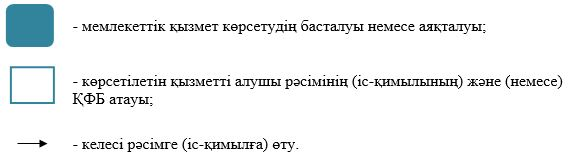 - мемлекеттік қызмет көрсетудің басталуы немесе аяқталуы;
- көрсетілетін қызметті алушы рәсімінің (іс-қимылының) және (немесе)
ҚФБ атауы;
- келесі рәсімге (іс-қимылға) өту.